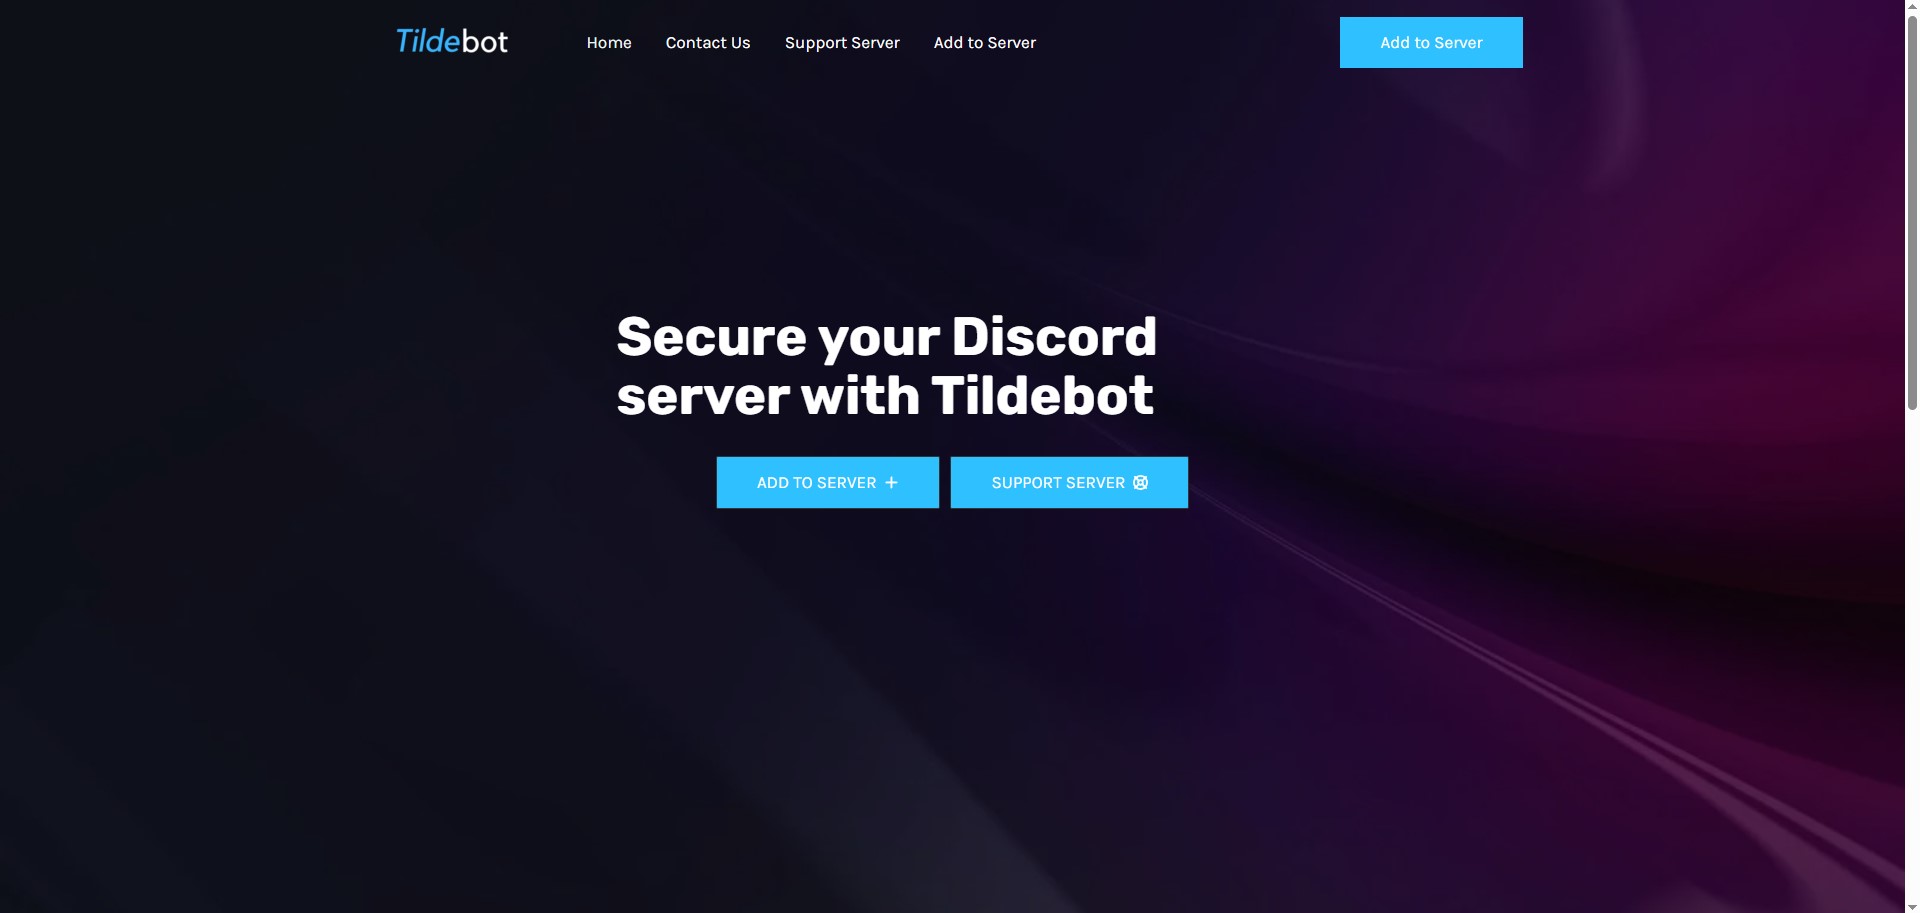 Tildebot
Home
Contact Us
Support Server
Add to Server
Add to Server
Secure your Discord
server with Tildebot
ADD TO SERVER
SUPPORT SERVER